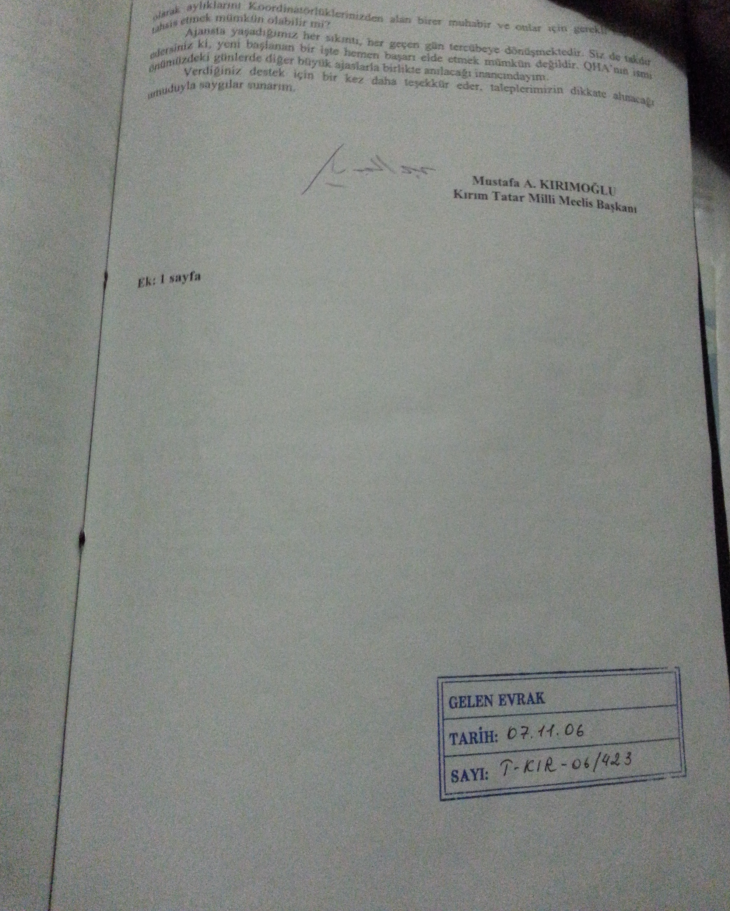 olarak aylıklarını Koordinatörlüklerinizden alan birer muhabir ve onlar için gerekli
tahsis etmek mümkün olabilir mi?
Ajansta yaşadığımız her sıkıntı, her geçen gün tecrübeye dönüşmektedir. Siz de takdir
edersiniz ki, yeni başlanan bir işte hemen başarı elde etmek mümkün değildir. QHA'nın ismi
önümüzdeki günlerde diğer büyük ajaslarla birlikte anılacağı inancındayım.
Verdiğiniz destek için bir kez daha teşekkür eder, taleplerimizin dikkate alınacağı
umuduyla saygılar sunarım.
Mustafa A. KIRIMOĞLU
Kırım Tatar Milli Meclis Başkanı
Ek: 1 sayfa
GELEN EVRAK
TARİH: 07.11.06
SAYI: T-KIR-06/423